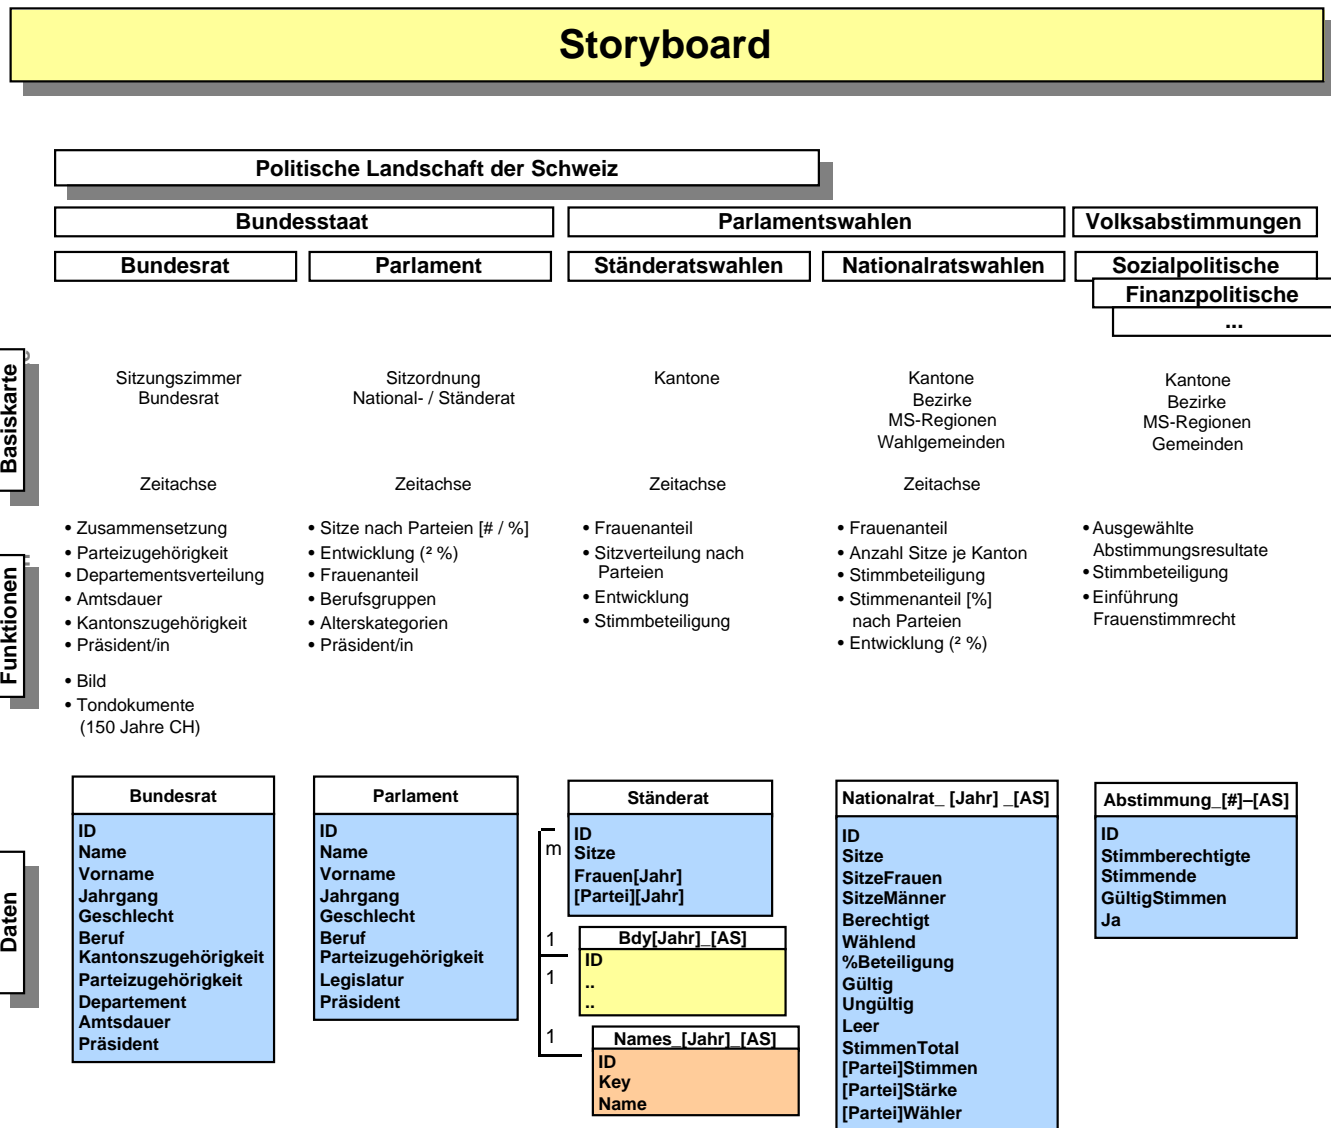 Storyboard
Politische Landschaft der Schweiz
Bundesstaat
Parlamentswahlen
Volksabstimmungen
Bundesrat
Parlament
Ständeratswahlen
Nationalratswahlen
Sozialpolitische
Finanzpolitische
...
Basiskarte
Sitzungszimmer
Bundesrat
Sitzordnung
National- / Ständerat
Kantone
Kantone
Bezirke
MS-Regionen
Wahlgemeinden
Kantone
Bezirke
MS-Regionen
Gemeinden
Zeitachse
Zeitachse
Zeitachse
Zeitachse
Funktionen
• Zusammensetzung
• Parteizugehörigkeit
• Departementsverteilung
• Amtsdauer
• Kantonszugehörigkeit
• Präsident/in
• Bild
• Tondokumente
(150 Jahre CH)
• Sitze nach Parteien [# / %]
• Entwicklung (² %)
• Frauenanteil
• Berufsgruppen
• Alterskategorien
• Präsident/in
• Frauenanteil
• Sitzverteilung nach
Parteien
• Entwicklung
• Stimmbeteiligung
• Frauenanteil
• Anzahl Sitze je Kanton
• Stimmbeteiligung
• Stimmenanteil [%]
nach Parteien
• Entwicklung (² %)
• Ausgewählte
Abstimmungsresultate
• Stimmbeteiligung
• Einführung
Frauenstimmrecht
Daten
Bundesrat
ID
Name
Vorname
Jahrgang
Geschlecht
Beruf
Kantonszugehörigkeit
Parteizugehörigkeit
Departement
Amtsdauer
Präsident
Parlament
ID
Name
Vorname
Jahrgang
Geschlecht
Beruf
Parteizugehörigkeit
Legislatur
Präsident
Ständerat
ID
Sitze
Frauen[Jahr]
[Partei][Jahr]
m
1
1
1
Bdy[Jahr]_[AS]
ID
..
..
Names_[Jahr]_[AS]
ID
Key
Name
Nationalrat_ [Jahr] _[AS]
ID
Sitze
SitzeFrauen
SitzeMänner
Berechtigt
Wählend
%Beteiligung
Gültig
Ungültig
Leer
StimmenTotal
[Partei]Stimmen
[Partei]Stärke
[Partei]Wähler
Abstimmung_[#]–[AS]
ID
Stimmberechtigte
Stimmende
GültigStimmen
Ja